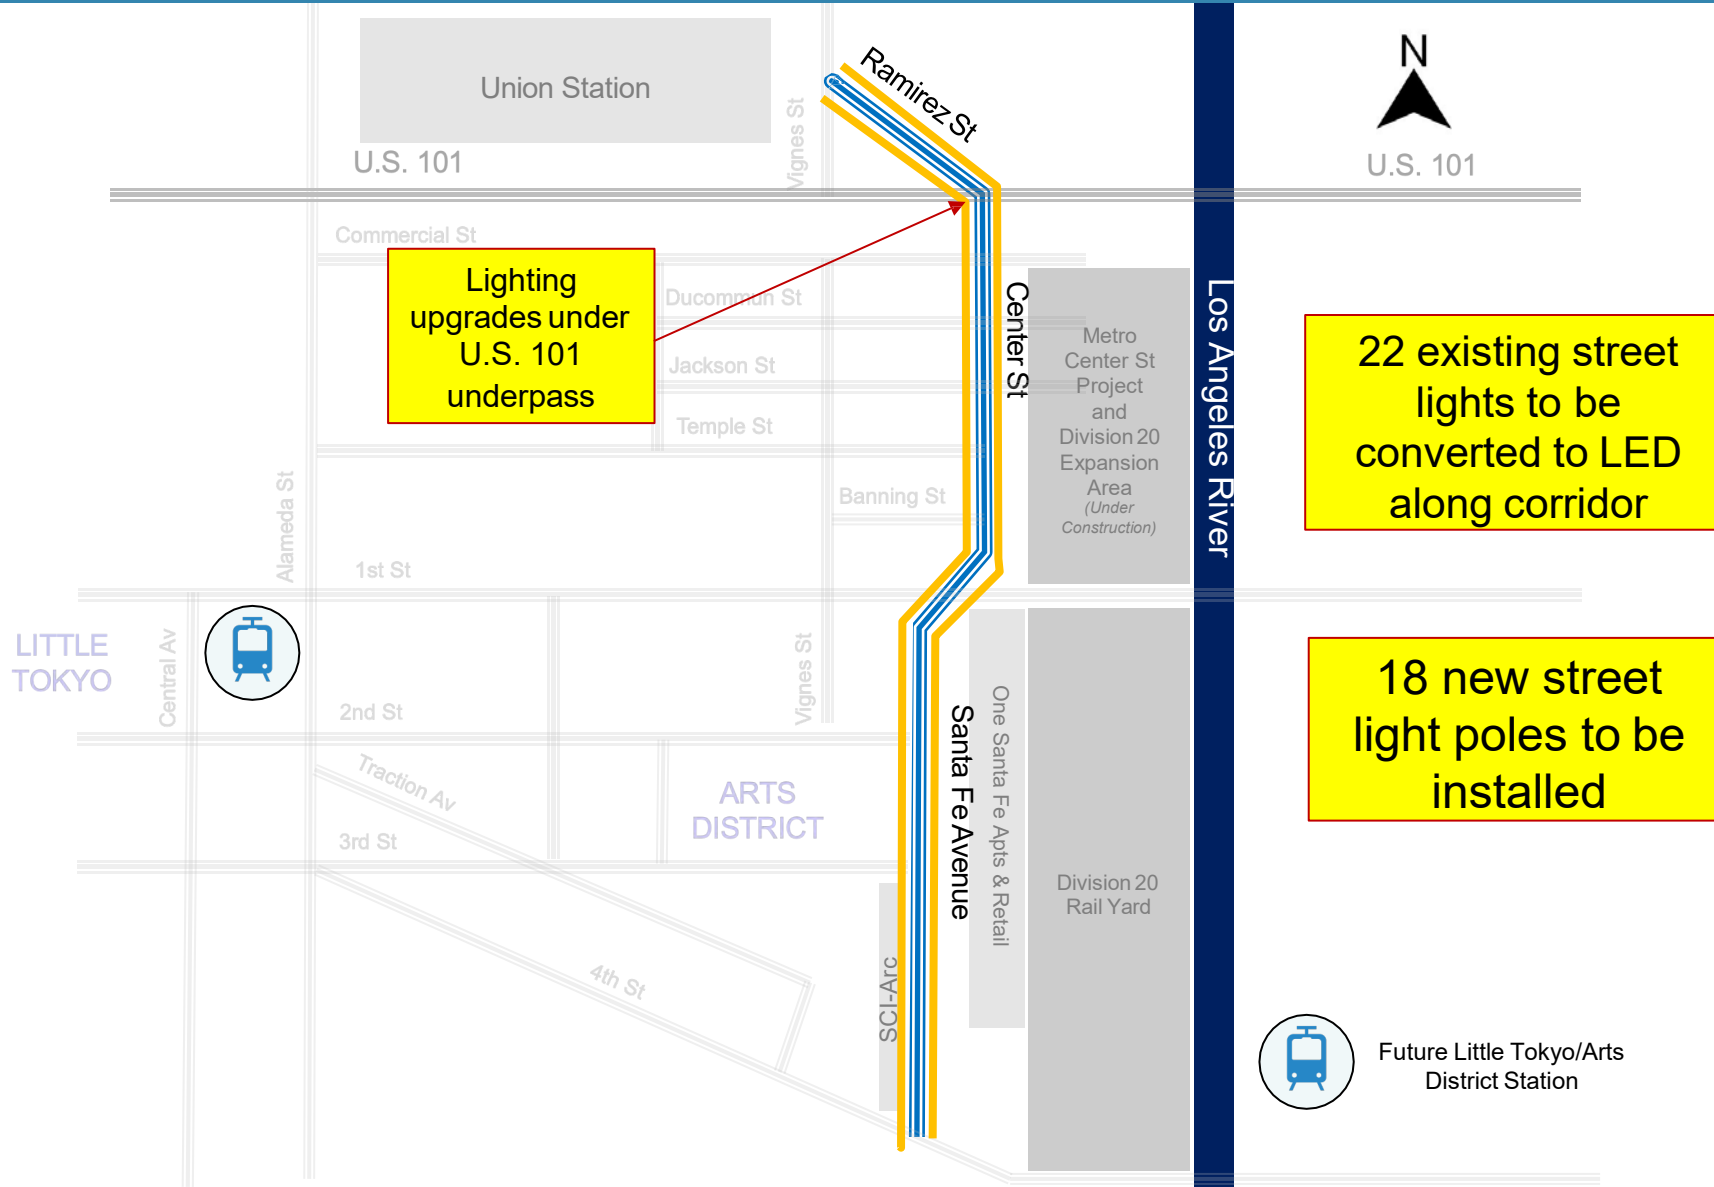 N
Union Station
Ramirez St
Vignes St
U.S. 101
U.S. 101
Commercial St
Lighting
upgrades under
U.S. 101
underpass
Ducommun St
Jackson St
Temple St
Banning St
Center St
Metro
Center St
Project
and
Division 20
Expansion
Area
(Under
Construction)
Los Angeles River
22 existing street
lights to be
converted to LED
along corridor
Alameda St
1st St
LITTLE
TOKYO
Central Av
Vignes St
2nd St
Traction Av
ARTS
DISTRICT
3rd St
4th St
Santa Fe Avenue
One Santa Fe Apts & Retail
SCI-Arc
Division 20
Rail Yard
18 new street
light poles to be
installed
Future Little Tokyo/Arts
District Station